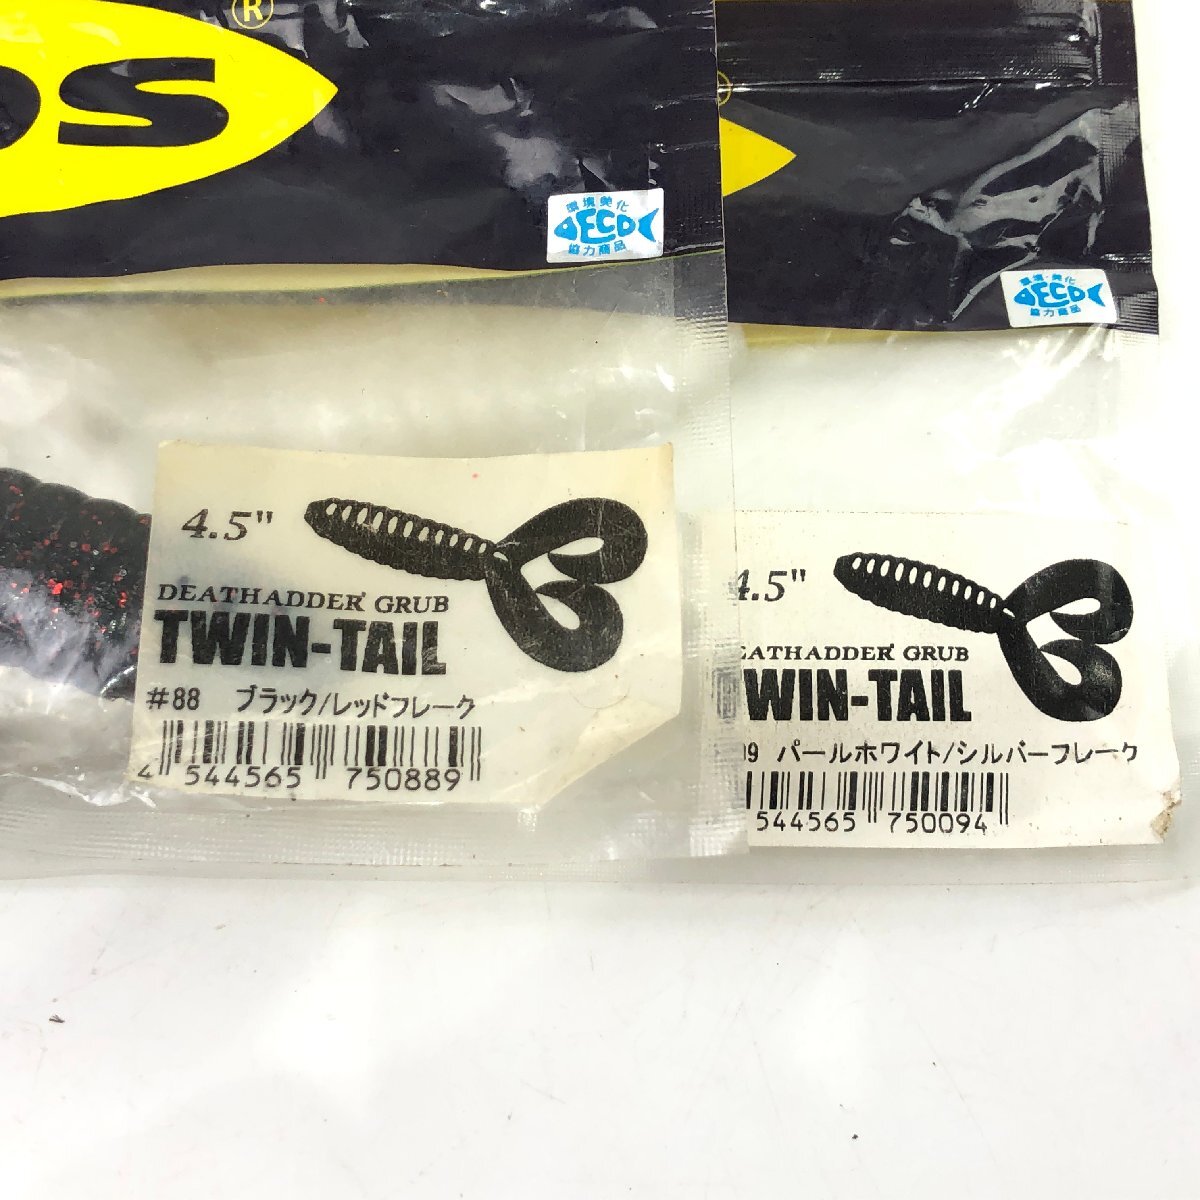 ®
DS
環境美化
ECO
協力商品
4.5"
DEATHADDER GRUB
TWIN-TAIL
#88 ブラック/レッドフレーク
4 544565 750889
環境美化
ECO
協力商品
4.5"
EATHADDER GRUB
WIN-TAIL
09 パールホワイト/シルバーフレーク
544565 750094